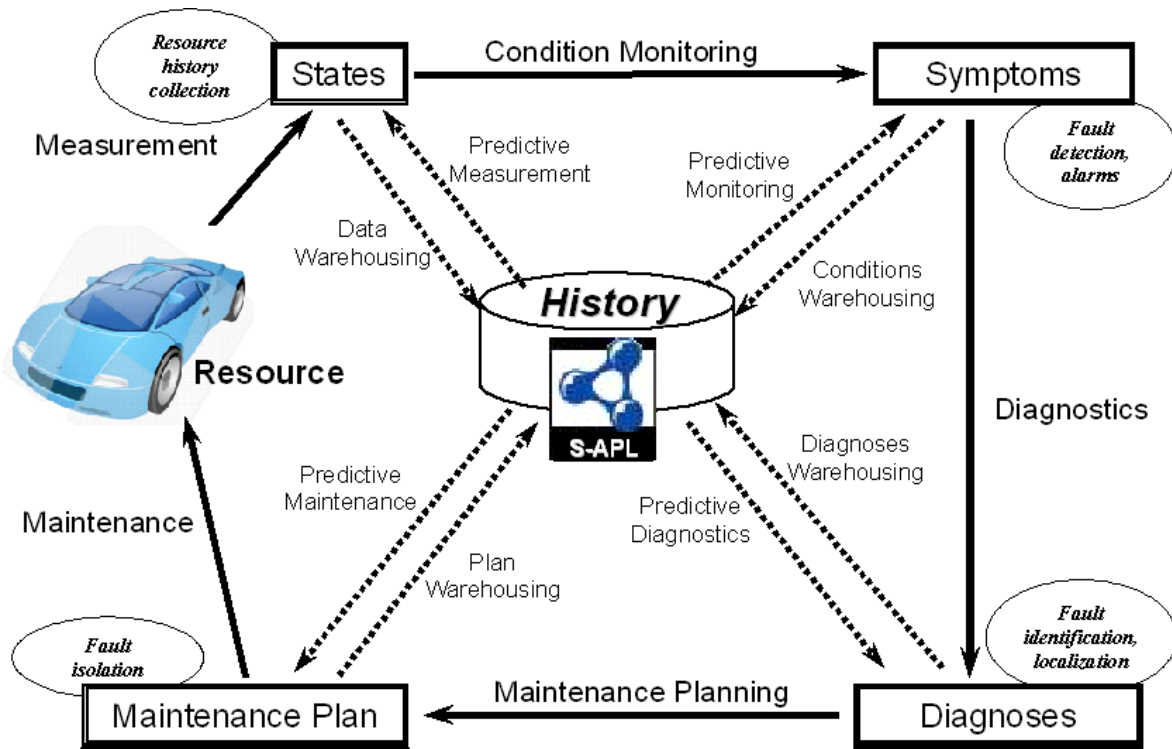 Resource
history
collection
States
Condition Monitoring
Symptoms
Measurement
Fault
detection,
alarms
Predictive
Measurement
Predictive
Monitoring
Data
Warehousing
Conditions
Warehousing
History
Resource
S-APL
Diagnostics
Predictive
Maintenance
Diagnoses
Warehousing
Predictive
Diagnostics
Maintenance
Plan
Warehousing
Fault
isolation
Fault
identification,
localization
Maintenance Plan
Maintenance Planning
Diagnoses